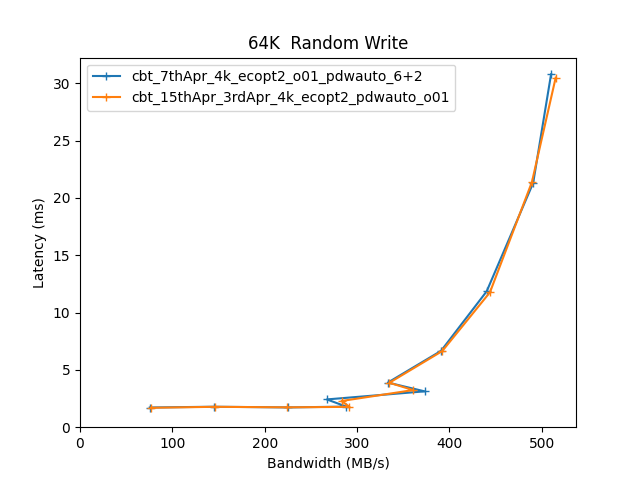 64K  Random Write
cbt_7thApr_4k_ecopt2_o01_pdwauto_6+2
cbt_15thApr_3rdApr_4k_ecopt2_pdwauto_o01
Latency (ms)
30
25
20
15
10
5
0
0 100 200 300 400 500
Bandwidth (MB/s)